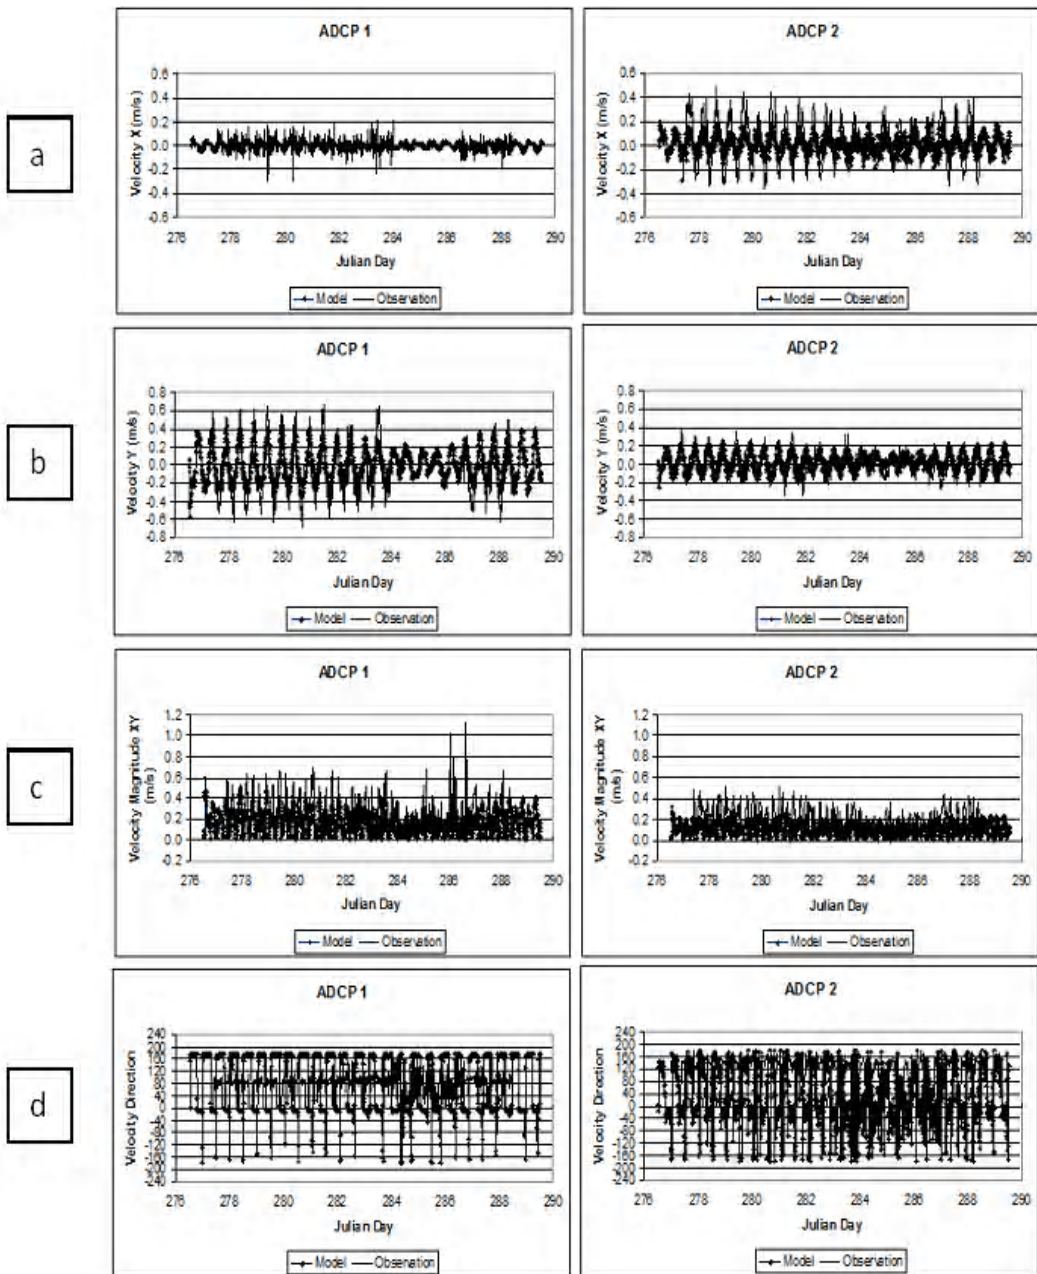 a
ADCP 1
Velocity X (m/s)
0.6
0.4
0.2
0.0
-0.2
-0.4
-0.6
276 278 280 282 284 286 288 290
Julian Day
Model Observation
ADCP 2
Velocity X (m/s)
0.6
0.4
0.2
0.0
-0.2
-0.4
-0.6
276 278 280 282 284 286 288 290
Julian Day
Model Observation
b
ADCP 1
Velocity Y (m/s)
0.8
0.6
0.4
0.2
0.0
-0.2
-0.4
-0.6
-0.8
276 278 280 282 284 286 288 290
Julian Day
Model Observation
ADCP 2
Velocity Y (m/s)
0.8
0.6
0.4
0.2
0.0
-0.2
-0.4
-0.6
-0.8
276 278 280 282 284 286 288 290
Julian Day
Model Observation
c
ADCP 1
Velocity Magnitude XY
(m/s)
1.2
1.0
0.8
0.6
0.4
0.2
0.0
-0.2
276 278 280 282 284 286 288 290
Julian Day
Model Observation
ADCP 2
Velocity Magnitude XY
(m/s)
1.2
1.0
0.8
0.6
0.4
0.2
0.0
-0.2
276 278 280 282 284 286 288 290
Julian Day
Model Observation
d
ADCP 1
Velocity Direction
240
200
160
120
80
40
0
-40
-80
-120
-160
-200
-240
276 278 280 282 284 286 288 290
Julian Day
Model Observation
ADCP 2
Velocity Direction
240
200
160
120
80
40
0
-40
-80
-120
-160
-200
-240
276 278 280 282 284 286 288 290
Julian Day
Model Observation